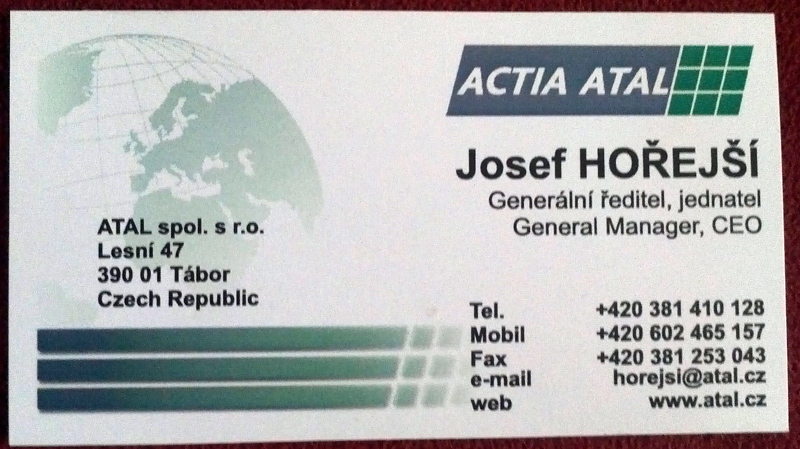 ACTIA ATAL
Josef HOŘEJŠÍ
Generální ředitel, jednatel
General Manager, CEO
ATAL spol. s r.o.
Lesní 47
390 01 Tábor
Czech Republic
Tel. +420 381 410 128
Mobil +420 602 465 157
Fax +420 381 253 043
e-mail horejsi@atal.cz
web www.atal.cz